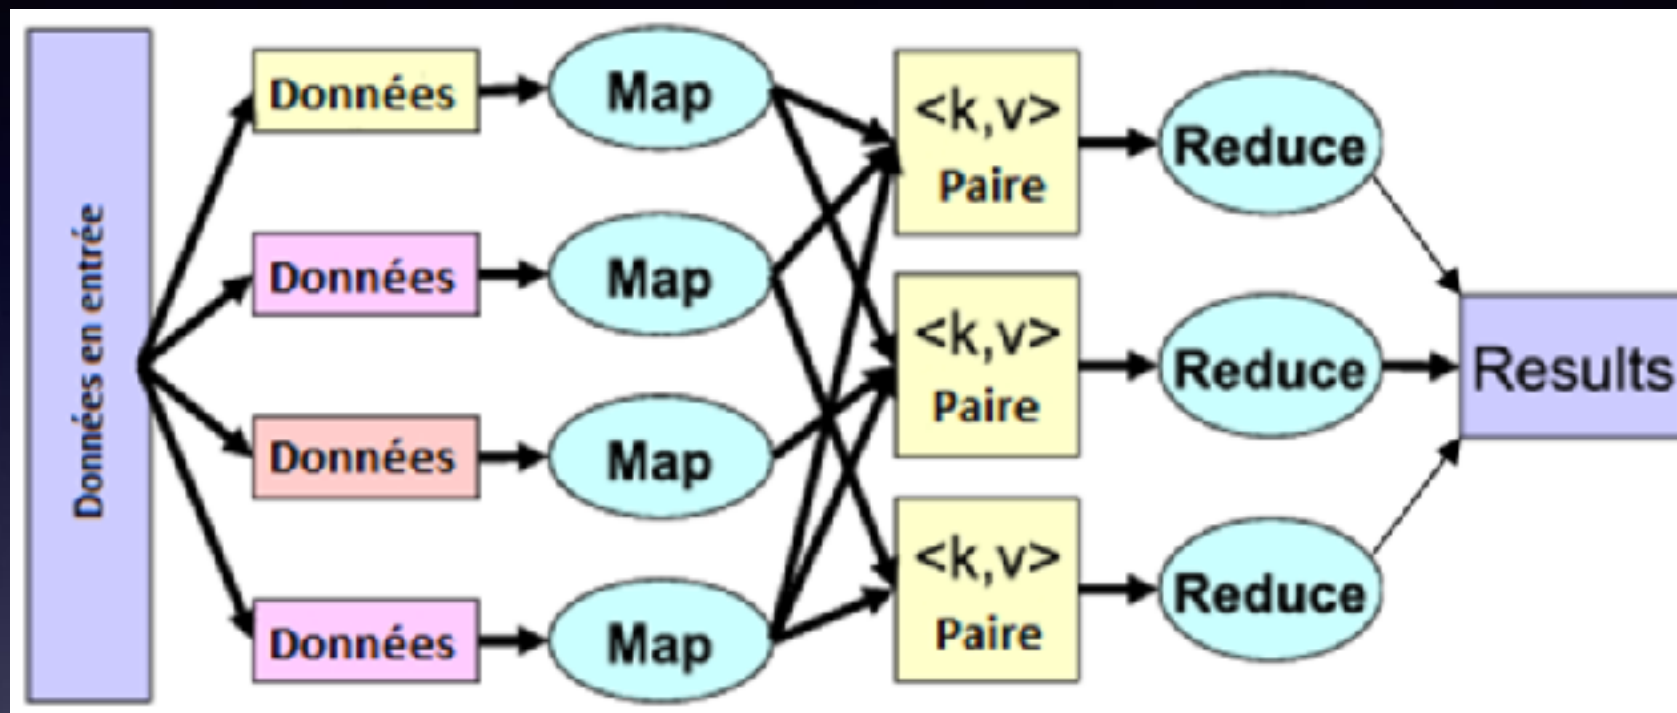 Données en entrée
Données
Map
Données
Map
Données
Map
Données
Map
<k,v>
Paire
<k,v>
Paire
<k,v>
Paire
Reduce
Reduce
Reduce
Results